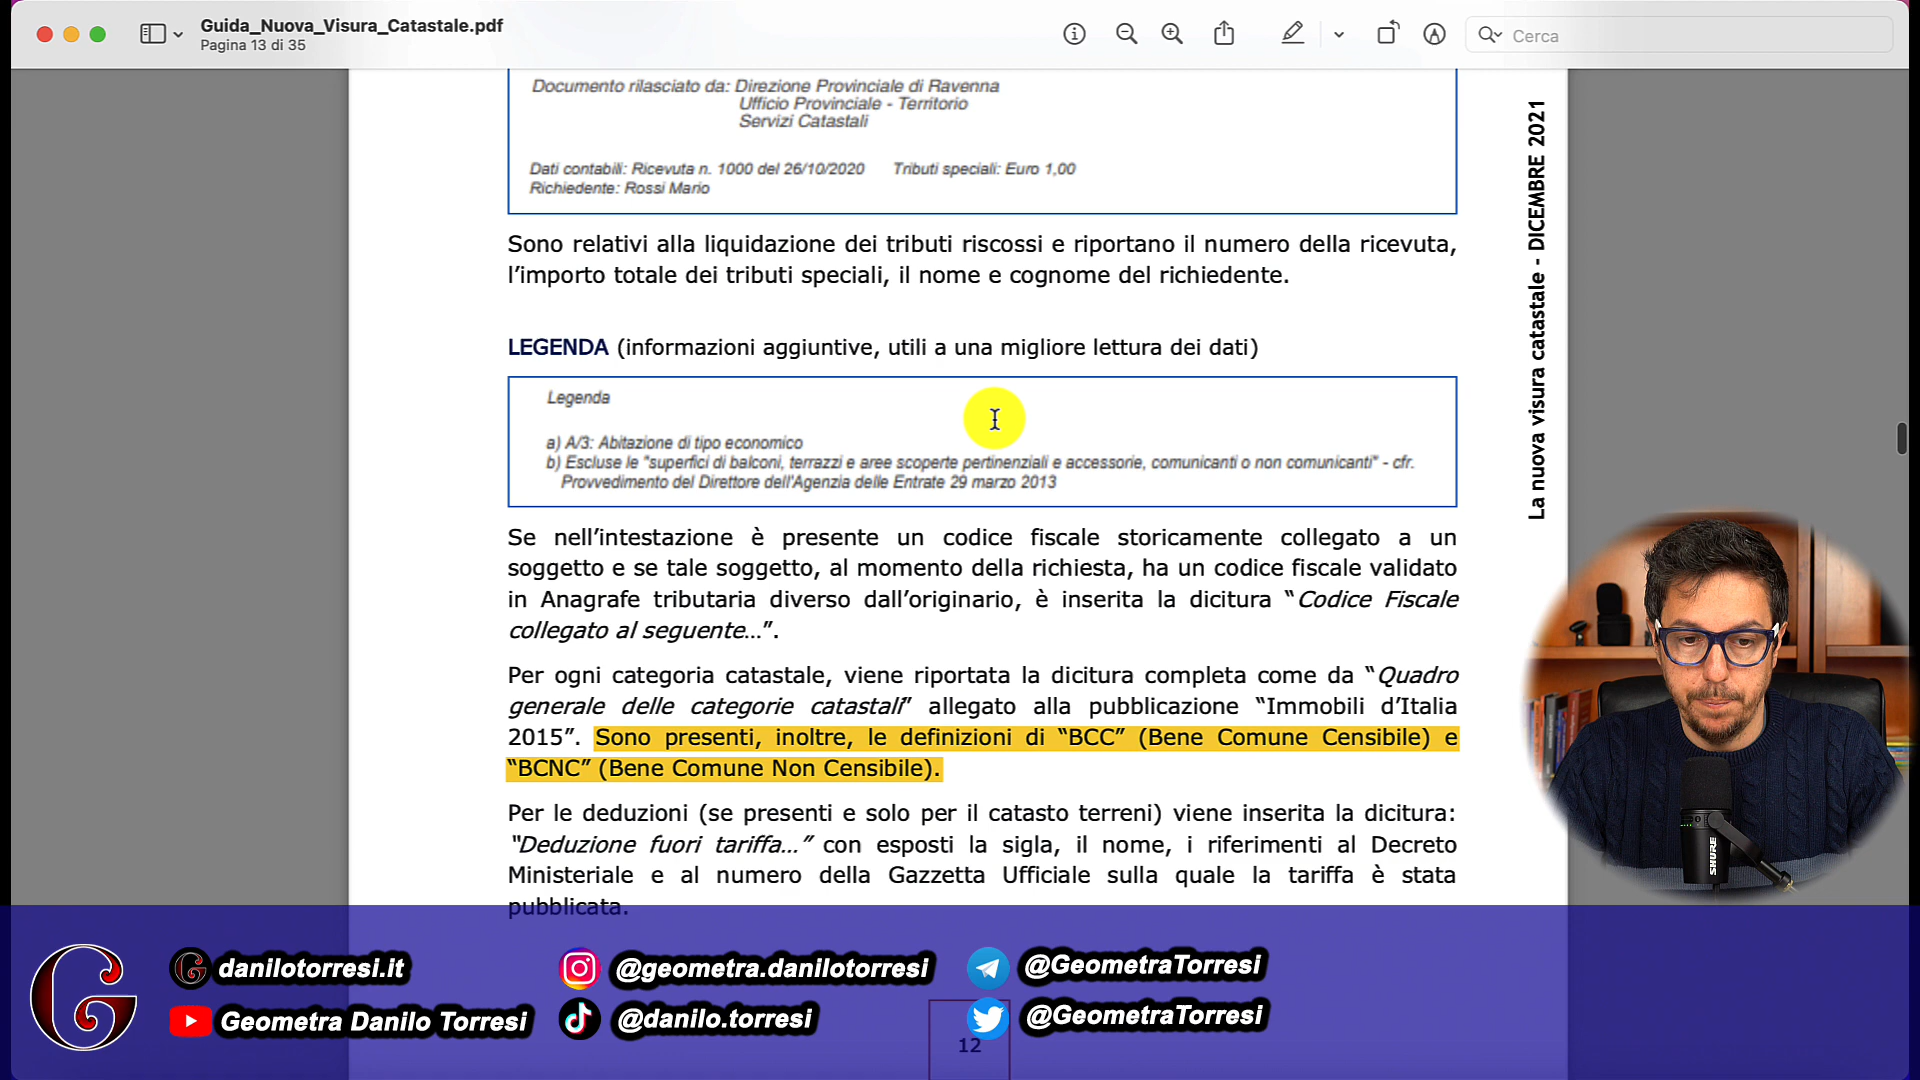 Guida_Nuova_Visura_Catastale.pdf
Pagina 13 di 35
Cerca
Documento rilasciato da: Direzione Provinciale di Ravenna
Ufficio Provinciale - Territorio
Servizi Catastali
Dati contabili: Ricevuta n. 1000 del 26/10/2020 Tributi speciali: Euro 1,00
Richiedente: Rossi Mario
Sono relativi alla liquidazione dei tributi riscossi e riportano il numero della ricevuta,
l’importo totale dei tributi speciali, il nome e cognome del richiedente.
LEGENDA (informazioni aggiuntive, utili a una migliore lettura dei dati)
Legenda
a) A/3: Abitazione di tipo economico
b) Escluse le "superfici di balconi, terrazzi e aree scoperte pertinenziali e accessorie, comunicanti o non comunicanti" - cfr.
Provvedimento del Direttore dell'Agenzia delle Entrate 29 marzo 2013
Se nell’intestazione è presente un codice fiscale storicamente collegato a un
soggetto e se tale soggetto, al momento della richiesta, ha un codice fiscale validato
in Anagrafe tributaria diverso dall’originario, è inserita la dicitura “Codice Fiscale
collegato al seguente…”.
Per ogni categoria catastale, viene riportata la dicitura completa come da “Quadro
generale delle categorie catastali” allegato alla pubblicazione “Immobili d’Italia
2015”. Sono presenti, inoltre, le definizioni di “BCC” (Bene Comune Censibile) e
“BCNC” (Bene Comune Non Censibile).
Per le deduzioni (se presenti e solo per il catasto terreni) viene inserita la dicitura:
“Deduzione fuori tariffa…” con esposti la sigla, il nome, i riferimenti al Decreto
Ministeriale e al numero della Gazzetta Ufficiale sulla quale la tariffa è stata
pubblicata.
La nuova visura catastale - DICEMBRE 2021
SHURE
danilotorresi.it
@geometra.danilotorresi
@GeometraTorresi
Geometra Danilo Torresi
@danilo.torresi
@GeometraTorresi
12